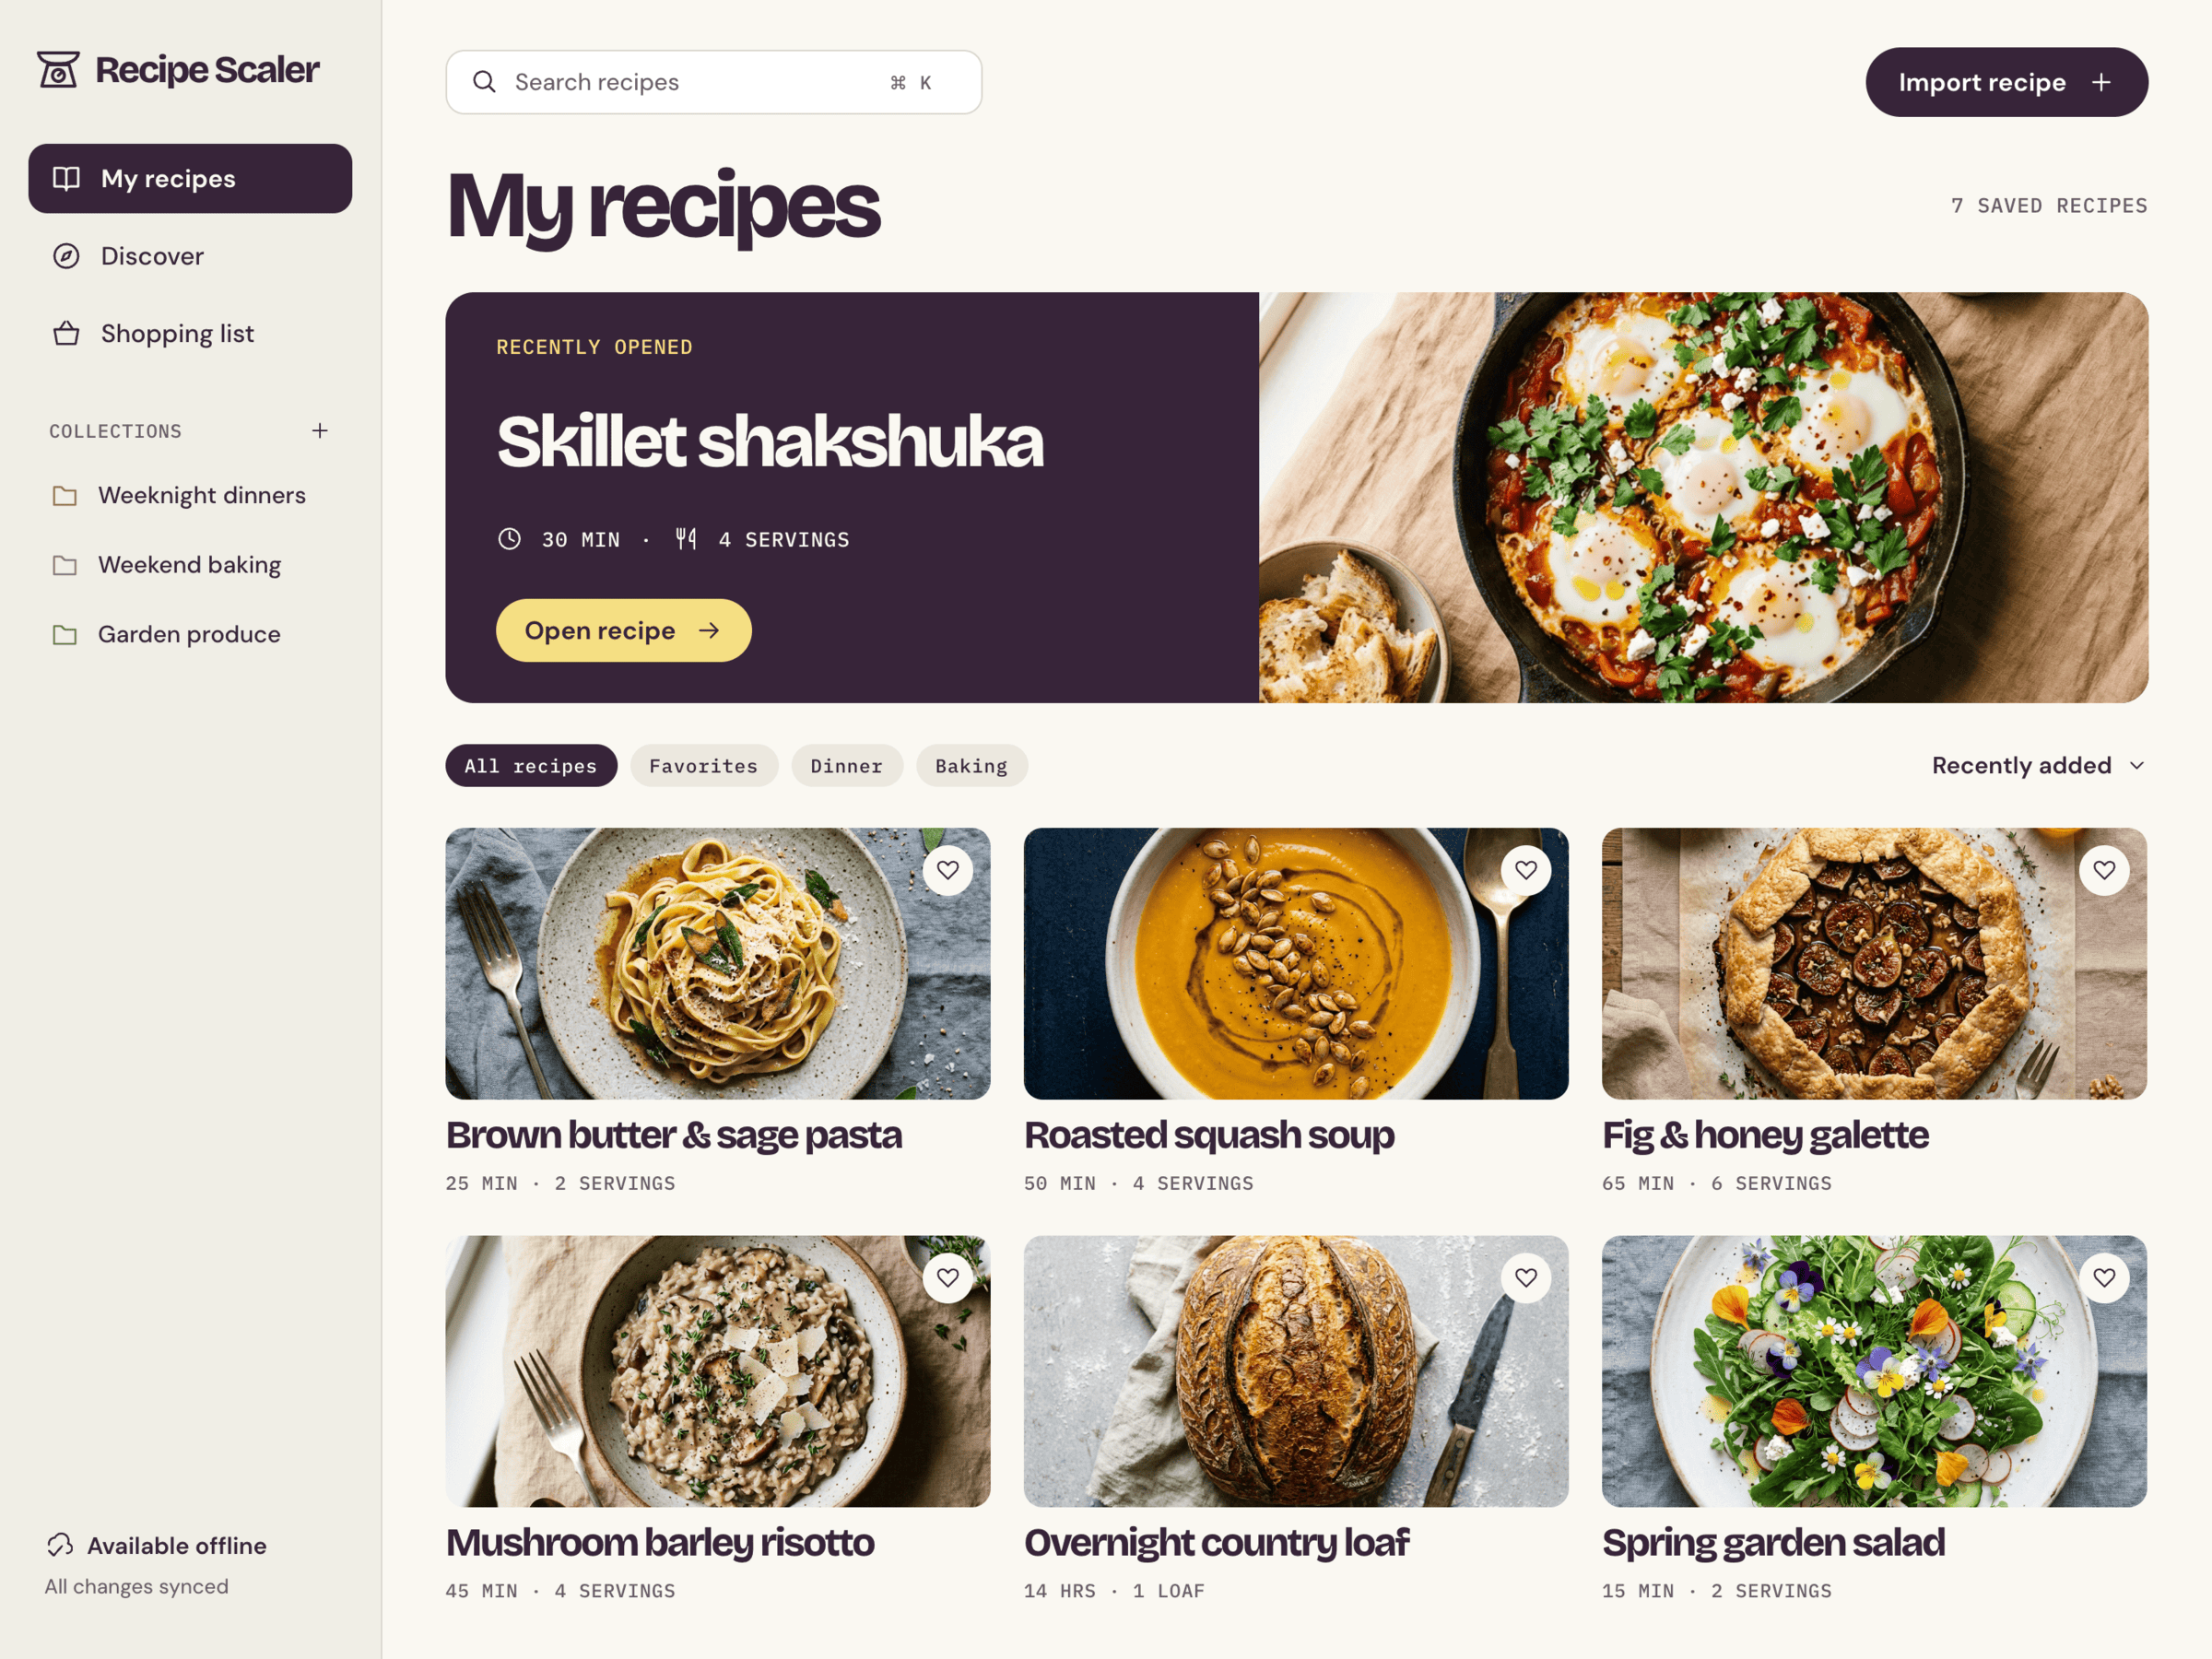 Recipe Scaler
My recipes
Discover
Shopping list
COLLECTIONS
Weeknight dinners
Weekend baking
Garden produce
Available offline
All changes synced
Search recipes ⌘ K
Import recipe
My recipes
7 SAVED RECIPES
RECENTLY OPENED
Skillet shakshuka
30 MIN · 4 SERVINGS
Open recipe
All recipes
Favorites
Dinner
Baking
Recently added
Brown butter & sage pasta
25 MIN · 2 SERVINGS
Roasted squash soup
50 MIN · 4 SERVINGS
Fig & honey galette
65 MIN · 6 SERVINGS
Mushroom barley risotto
45 MIN · 4 SERVINGS
Overnight country loaf
14 HRS · 1 LOAF
Spring garden salad
15 MIN · 2 SERVINGS